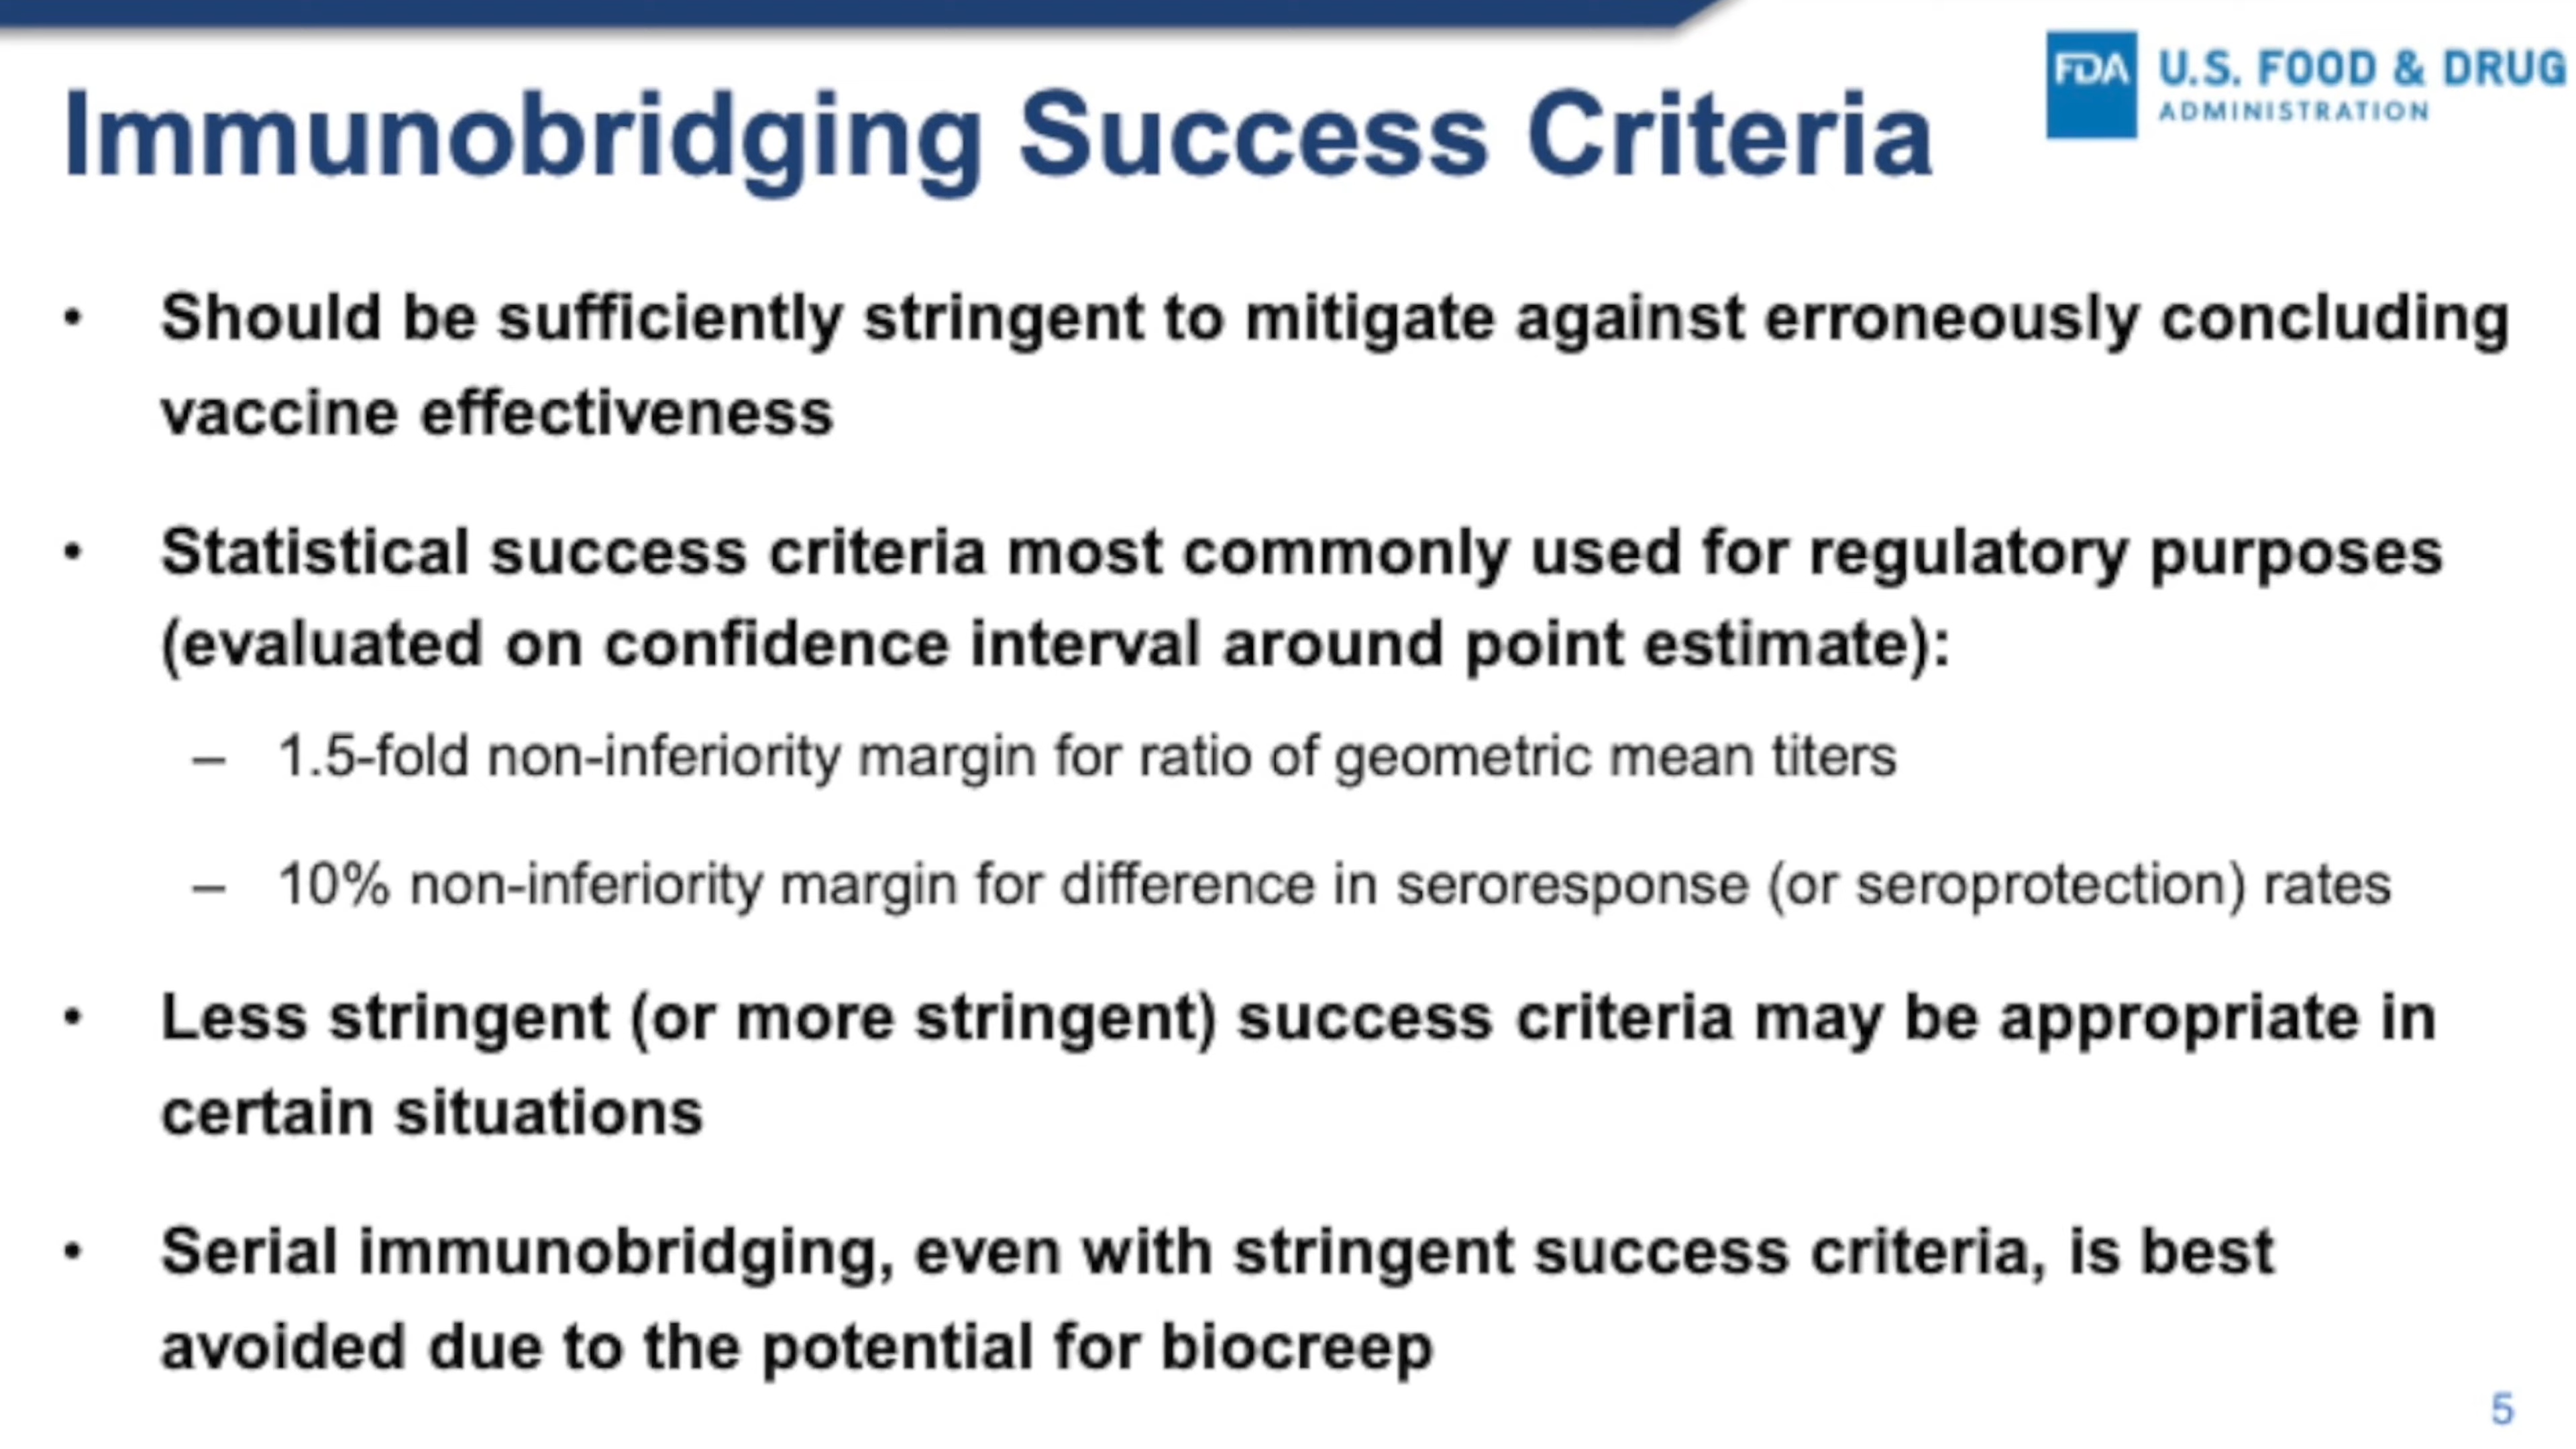 FDA U.S. FOOD & DRUG
ADMINISTRATION
Immunobridging Success Criteria
• Should be sufficiently stringent to mitigate against erroneously concluding
vaccine effectiveness
• Statistical success criteria most commonly used for regulatory purposes
(evaluated on confidence interval around point estimate):
– 1.5-fold non-inferiority margin for ratio of geometric mean titers
– 10% non-inferiority margin for difference in seroresponse (or seroprotection) rates
• Less stringent (or more stringent) success criteria may be appropriate in
certain situations
• Serial immunobridging, even with stringent success criteria, is best
avoided due to the potential for biocreep
5